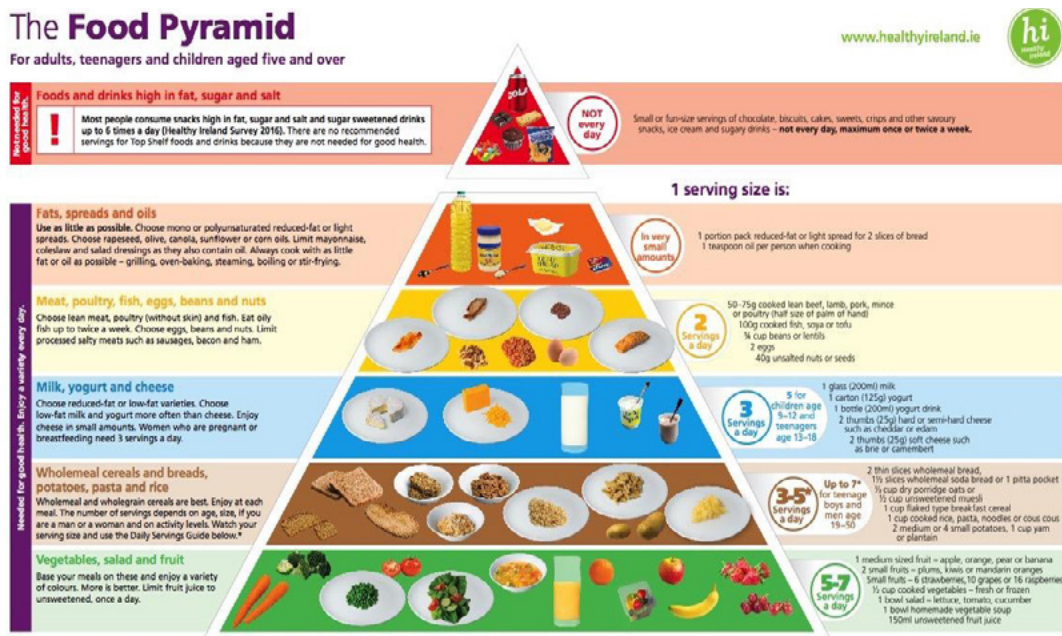 The Food Pyramid
For adults, teenagers and children aged five and over
www.healthyireland.ie
hi
Healthy
Ireland
Not needed for
good health.
Foods and drinks high in fat, sugar and salt
!
Most people consume snacks high in fat, sugar and salt and sugar sweetened drinks
up to 6 times a day (Healthy Ireland Survey 2016). There are no recommended
servings for Top Shelf foods and drinks because they are not needed for good health.
NOT
every
day
Small or fun-size servings of chocolate, biscuits, cakes, sweets, crisps and other savoury
snacks, ice cream and sugary drinks – not every day, maximum once or twice a week.
1 serving size is:
Needed for good health. Enjoy a variety every day.
Fats, spreads and oils
Use as little as possible. Choose mono or polyunsaturated reduced-fat or light
spreads. Choose rapeseed, olive, canola, sunflower or corn oils. Limit mayonnaise,
coleslaw and salad dressings as they also contain oil. Always cook with as little
fat or oil as possible – grilling, oven-baking, steaming, boiling or stir-frying.
In very
small
amounts
1 portion pack reduced-fat or light spread for 2 slices of bread
1 teaspoon oil per person when cooking
Meat, poultry, fish, eggs, beans and nuts
Choose lean meat, poultry (without skin) and fish. Eat oily
fish up to twice a week. Choose eggs, beans and nuts. Limit
processed salty meats such as sausages, bacon and ham.
2
Servings
a day
50–75g cooked lean beef, lamb, pork, mince
or poultry (half size of palm of hand)
100g cooked fish, soya or tofu
¾ cup beans or lentils
2 eggs
40g unsalted nuts or seeds
Milk, yogurt and cheese
Choose reduced-fat or low-fat varieties. Choose
low-fat milk and yogurt more often than cheese. Enjoy
cheese in small amounts. Women who are pregnant or
breastfeeding need 3 servings a day.
3
Servings
a day
5 for
children age
9–12 and
teenagers
age 13–18
1 glass (200ml) milk
1 carton (125g) yogurt
1 bottle (200ml) yogurt drink
2 thumbs (25g) hard or semi-hard cheese
such as cheddar or edam
2 thumbs (25g) soft cheese such
as brie or camembert
Wholemeal cereals and breads,
potatoes, pasta and rice
Wholemeal and wholegrain cereals are best. Enjoy at each
meal. The number of servings depends on age, size, if you
are a man or a woman and on activity levels. Watch your
serving size and use the Daily Servings Guide below.*
3-5*
Servings
a day
Up to 7*
for teenage
boys and
men age
19–50
2 thin slices wholemeal bread,
1½ slices wholemeal soda bread or 1 pitta pocket
⅓ cup dry porridge oats or
½ cup unsweetened muesli
1 cup flaked type breakfast cereal
1 cup cooked rice, pasta, noodles or cous cous
2 medium or 4 small potatoes, 1 cup yam
or plantain
Vegetables, salad and fruit
Base your meals on these and enjoy a variety
of colours. More is better. Limit fruit juice to
unsweetened, once a day.
5-7
Servings
a day
1 medium sized fruit – apple, orange, pear or banana
2 small fruits – plums, kiwis or mandarin oranges
Small fruits – 6 strawberries, 10 grapes or 16 raspberries
½ cup cooked vegetables – fresh or frozen
1 bowl salad – lettuce, tomato, cucumber
1 bowl homemade vegetable soup
150ml unsweetened fruit juice